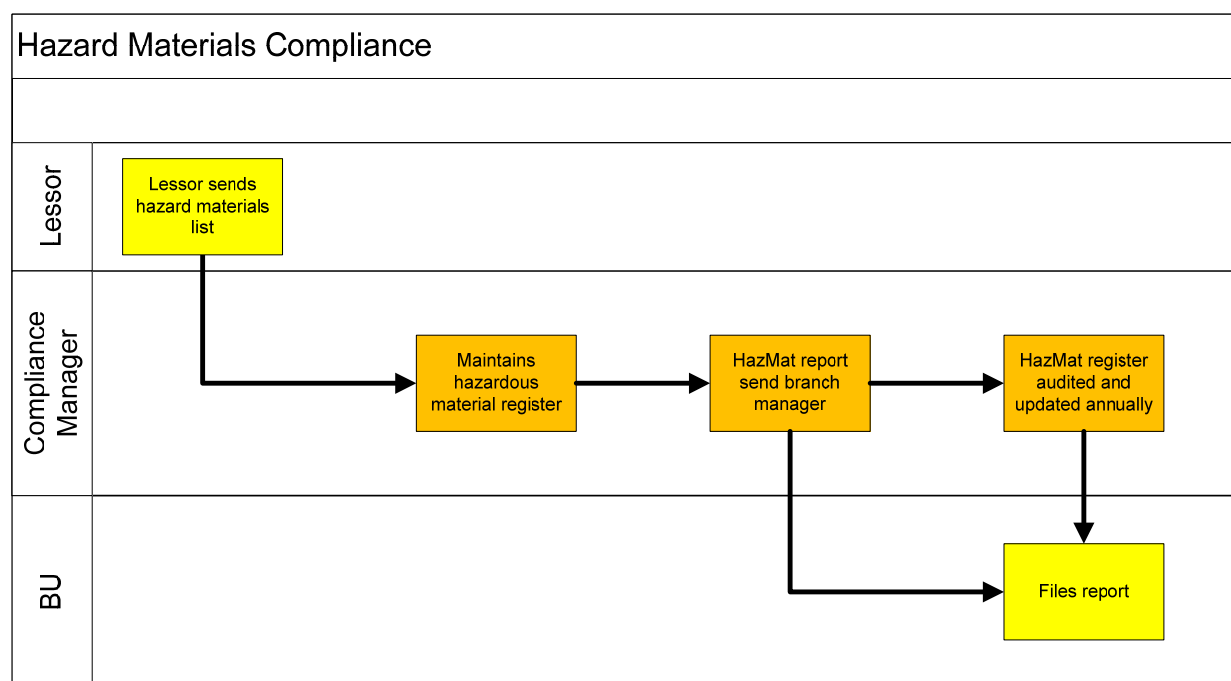 Hazard Materials Compliance
Lessor
Lessor sends
hazard materials
list
Compliance
Manager
Maintains
hazardous
material register
HazMat report
send branch
manager
HazMat register
audited and
updated annually
BU
Files report